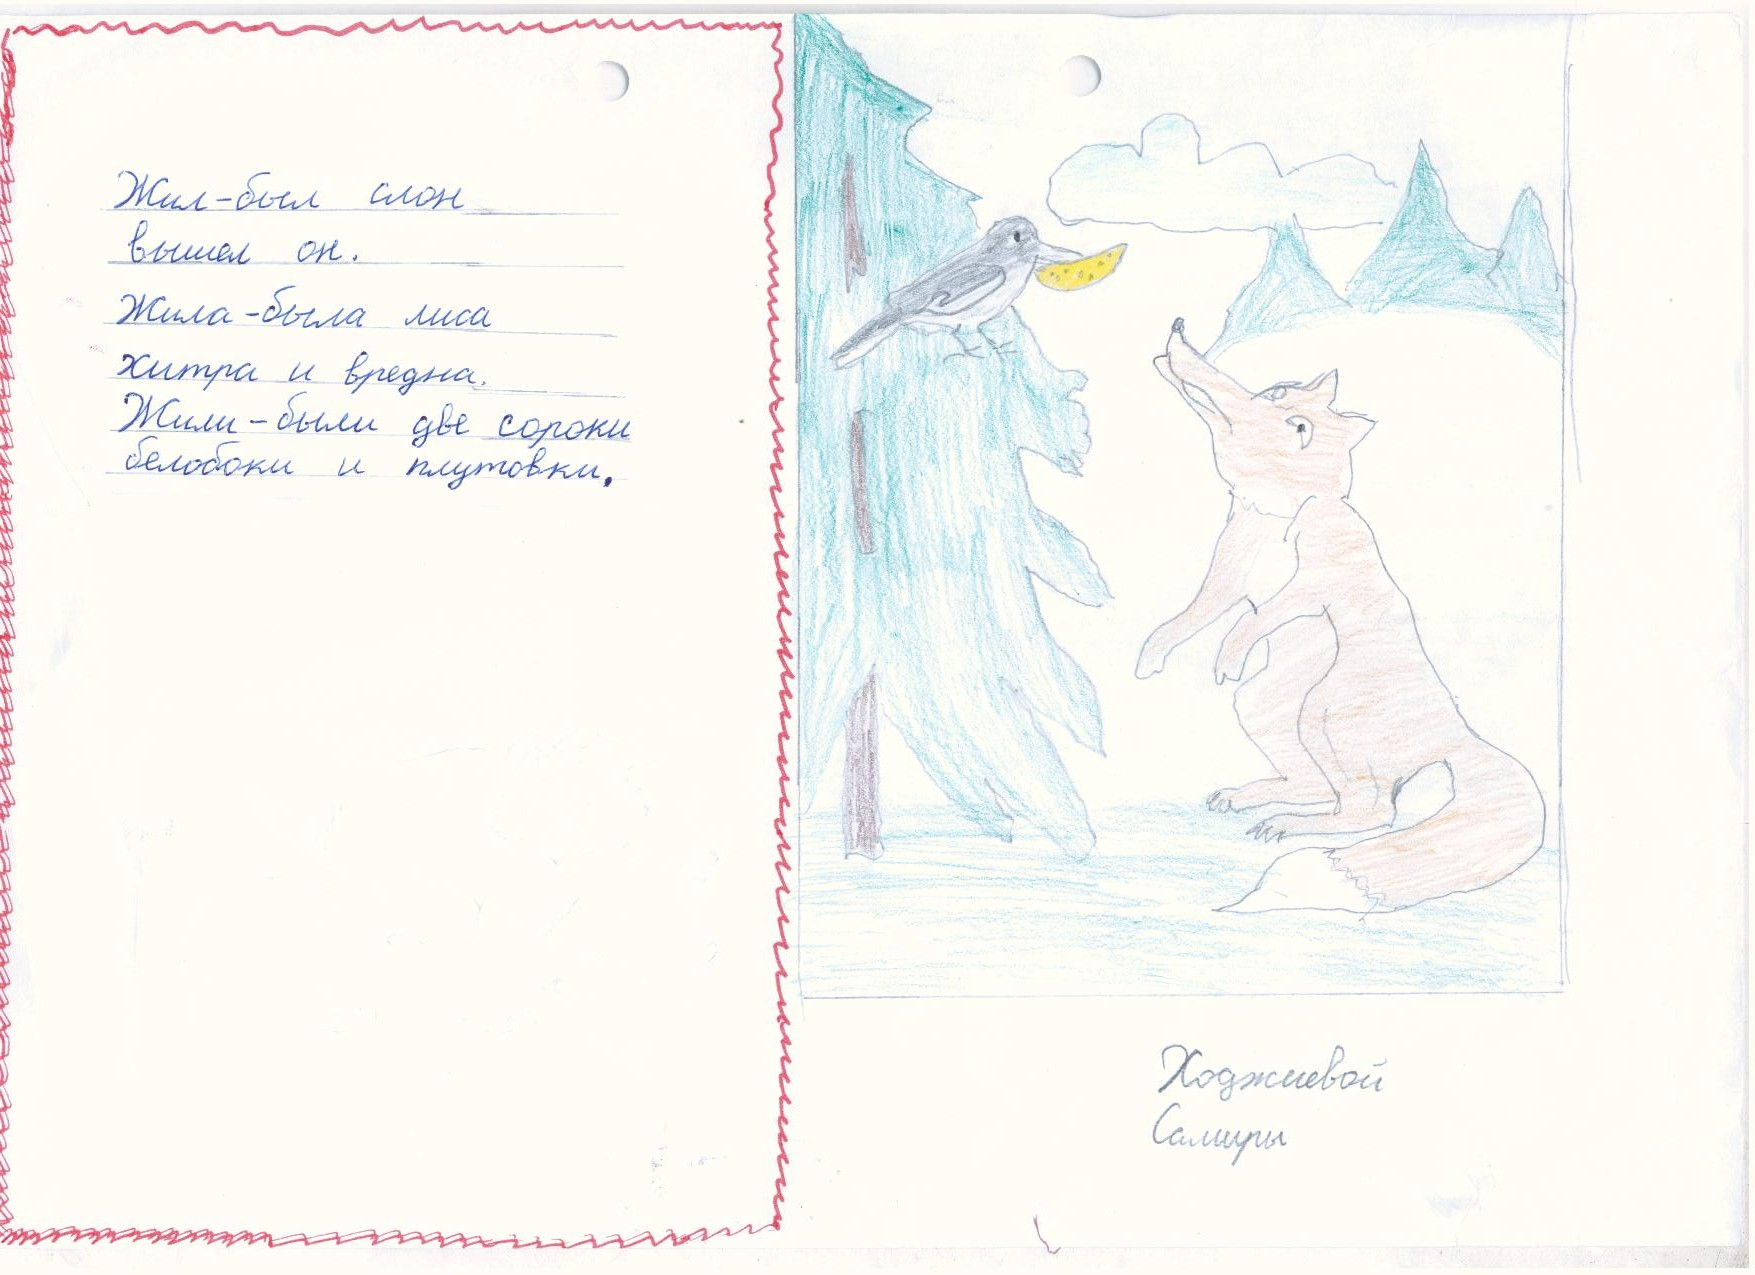 Жил-был слон
вышел он.
Жила-была лиса
хитра и вредна.
Жили-были две сороки
белобоки и плутовки.
Ходжиевой
Самиры